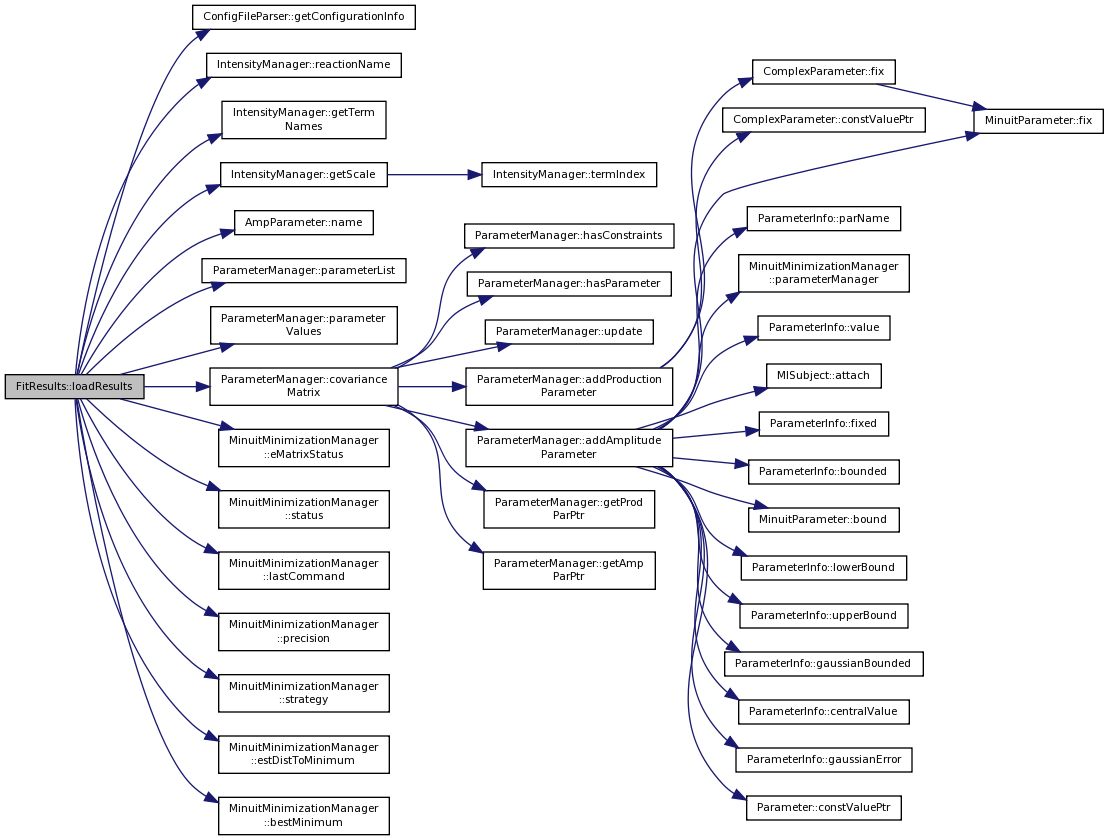 FitResults::loadResults
ConfigFileParser::getConfigurationInfo
IntensityManager::reactionName
IntensityManager::getTerm
Names
IntensityManager::getScale
AmpParameter::name
ParameterManager::parameterList
ParameterManager::parameter
Values
ParameterManager::covariance
Matrix
MinuitMinimizationManager
::eMatrixStatus
MinuitMinimizationManager
::status
MinuitMinimizationManager
::lastCommand
MinuitMinimizationManager
::precision
MinuitMinimizationManager
::strategy
MinuitMinimizationManager
::estDistToMinimum
MinuitMinimizationManager
::bestMinimum
IntensityManager::termIndex
ParameterManager::hasConstraints
ParameterManager::hasParameter
ParameterManager::update
ParameterManager::addProduction
Parameter
ParameterManager::addAmplitude
Parameter
ParameterManager::getProd
ParPtr
ParameterManager::getAmp
ParPtr
ComplexParameter::fix
ComplexParameter::constValuePtr
ParameterInfo::parName
MinuitMinimizationManager
::parameterManager
ParameterInfo::value
MISubject::attach
ParameterInfo::fixed
ParameterInfo::bounded
MinuitParameter::bound
ParameterInfo::lowerBound
ParameterInfo::upperBound
ParameterInfo::gaussianBounded
ParameterInfo::centralValue
ParameterInfo::gaussianError
Parameter::constValuePtr
MinuitParameter::fix